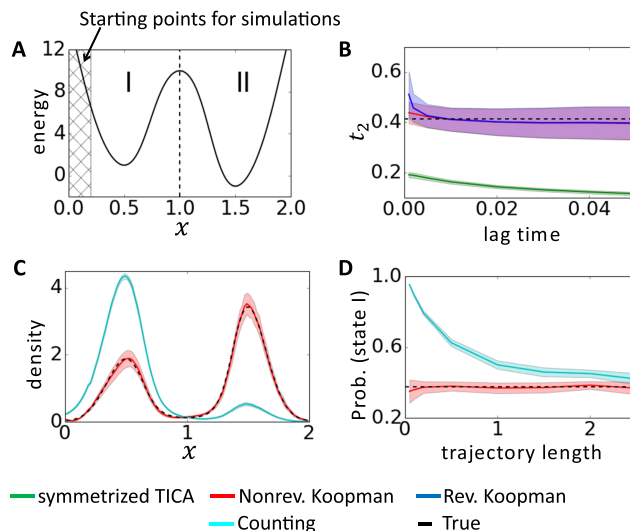 Starting points for simulations
A
12
8
4
0
energy
I
II
0.0 0.5 1.0 1.5 2.0
x
B
0.6
0.4
0.2
t2
0.00 0.02 0.04
lag time
C
4
2
0
density
0 1 2
x
D
1.0
0.6
0.2
Prob. (state I)
0 1 2
trajectory length
symmetrized TICA Nonrev. Koopman Rev. Koopman
Counting True